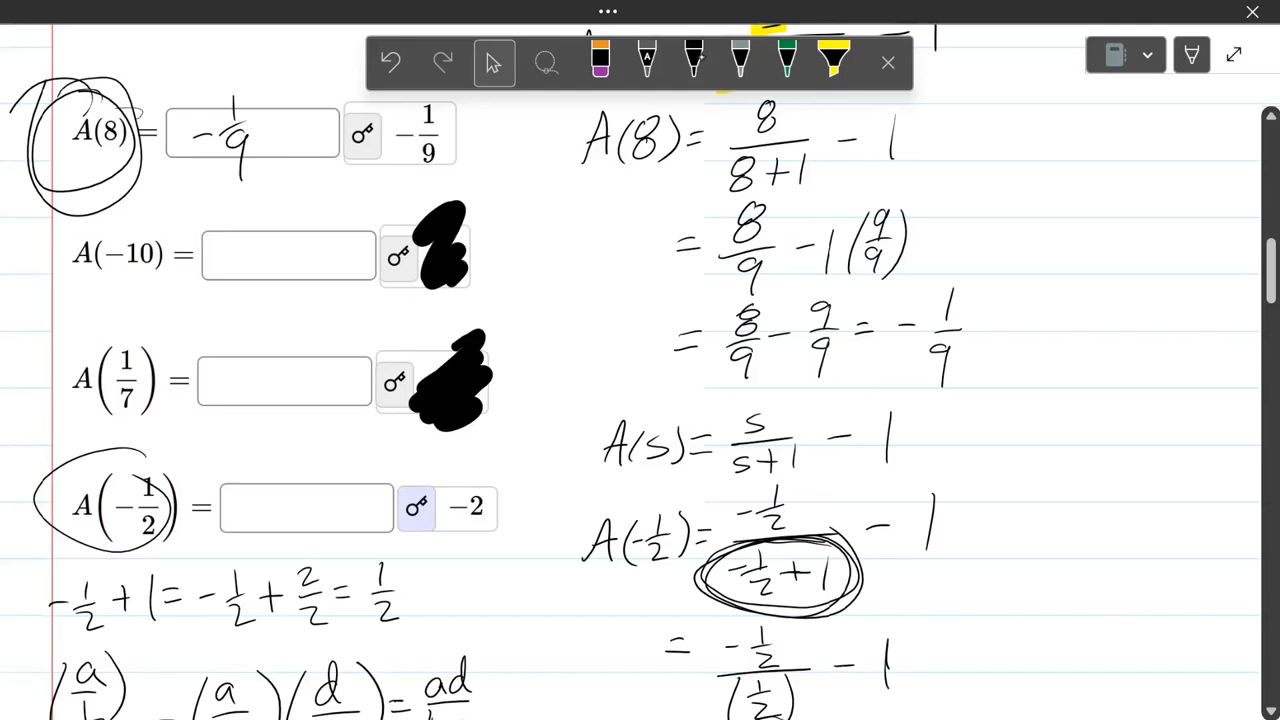 A(8) = -1/9 -1/9
A(−10) =
A(1/7) =
A(−1/2) = −2
-1/2 + 1 = -1/2 + 2/2 = 1/2
(a/ = (a/ )(d/ ) = ad/
A(8) = 8/(8+1) - 1
= 8/9 - 1(9/9)
= 8/9 - 9/9 = -1/9
A(s) = s/(s+1) - 1
A(-1/2) = (-1/2)/(-1/2 + 1) - 1
= (-1/2)/(1/2) - 1